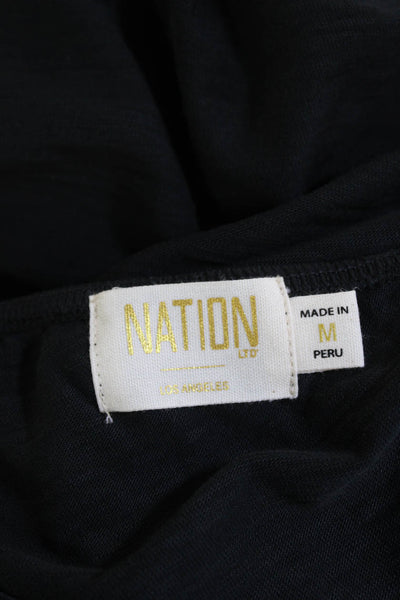 NATION
LTD
LOS ANGELES
MADE IN
M
PERU